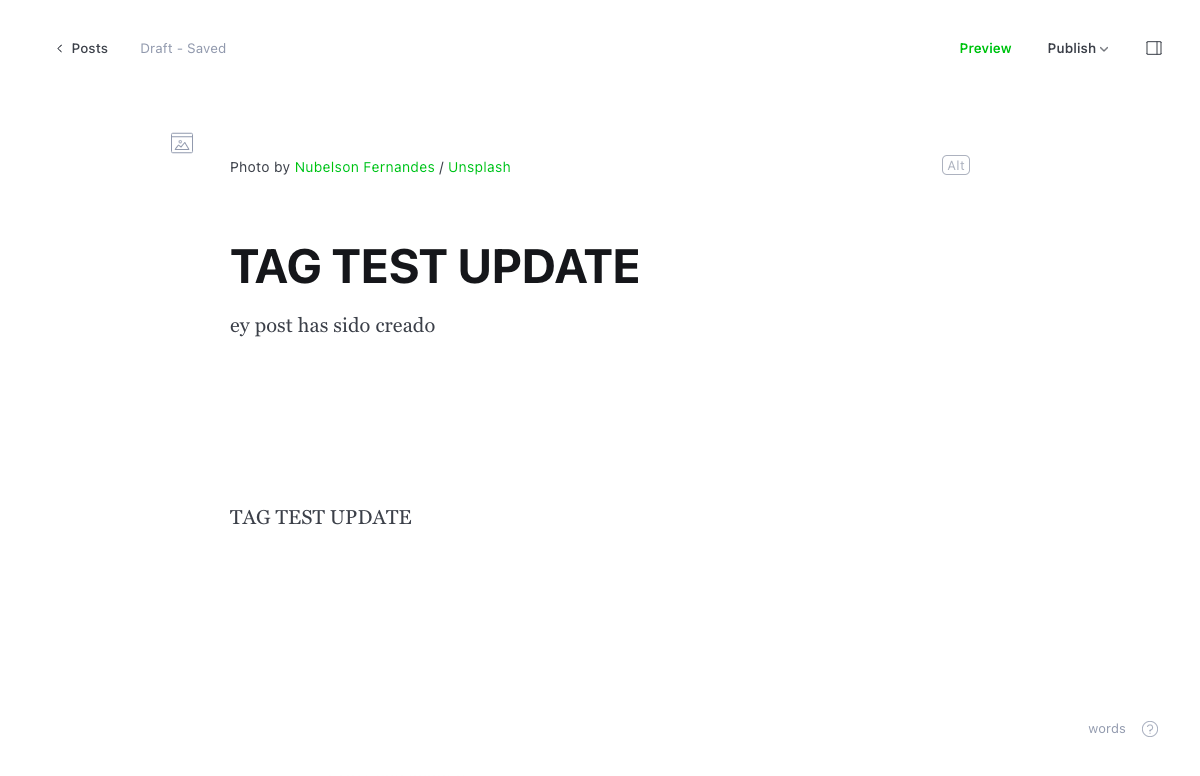 Posts
Draft - Saved
Preview
Publish
Photo by Nubelson Fernandes / Unsplash
Alt
TAG TEST UPDATE
ey post has sido creado
TAG TEST UPDATE
words
?